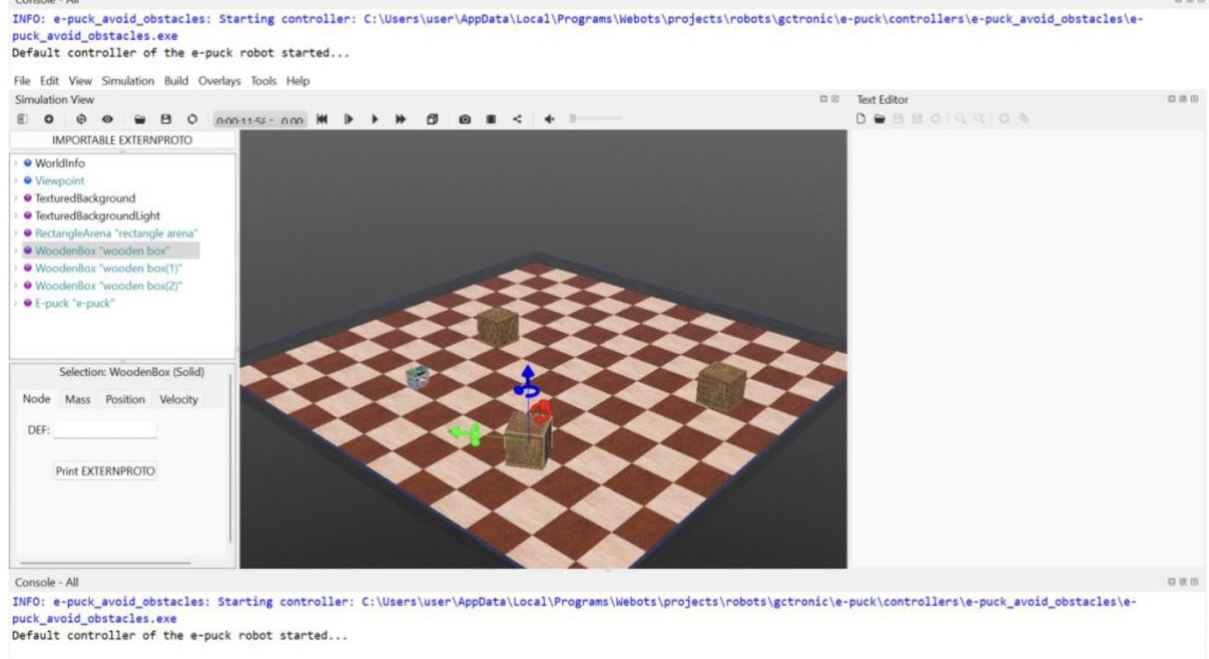 Console - All
INFO: e-puck_avoid_obstacles: Starting controller: C:\Users\user\AppData\Local\Programs\Webots\projects\robots\gctronic\e-puck\controllers\e-puck_avoid_obstacles\e-
puck_avoid_obstacles.exe
Default controller of the e-puck robot started...
File Edit View Simulation Build Overlays Tools Help
Simulation View
Text Editor
IMPORTABLE EXTERNPROTO
WorldInfo
Viewpoint
TexturedBackground
TexturedBackgroundLight
RectangleArena "rectangle arena"
WoodenBox "wooden box"
WoodenBox "wooden box(1)"
WoodenBox "wooden box(2)"
E-puck "e-puck"
Selection: WoodenBox (Solid)
Node Mass Position Velocity
DEF:
Print EXTERNPROTO
Console - All
INFO: e-puck_avoid_obstacles: Starting controller: C:\Users\user\AppData\Local\Programs\Webots\projects\robots\gctronic\e-puck\controllers\e-puck_avoid_obstacles\e-
puck_avoid_obstacles.exe
Default controller of the e-puck robot started...